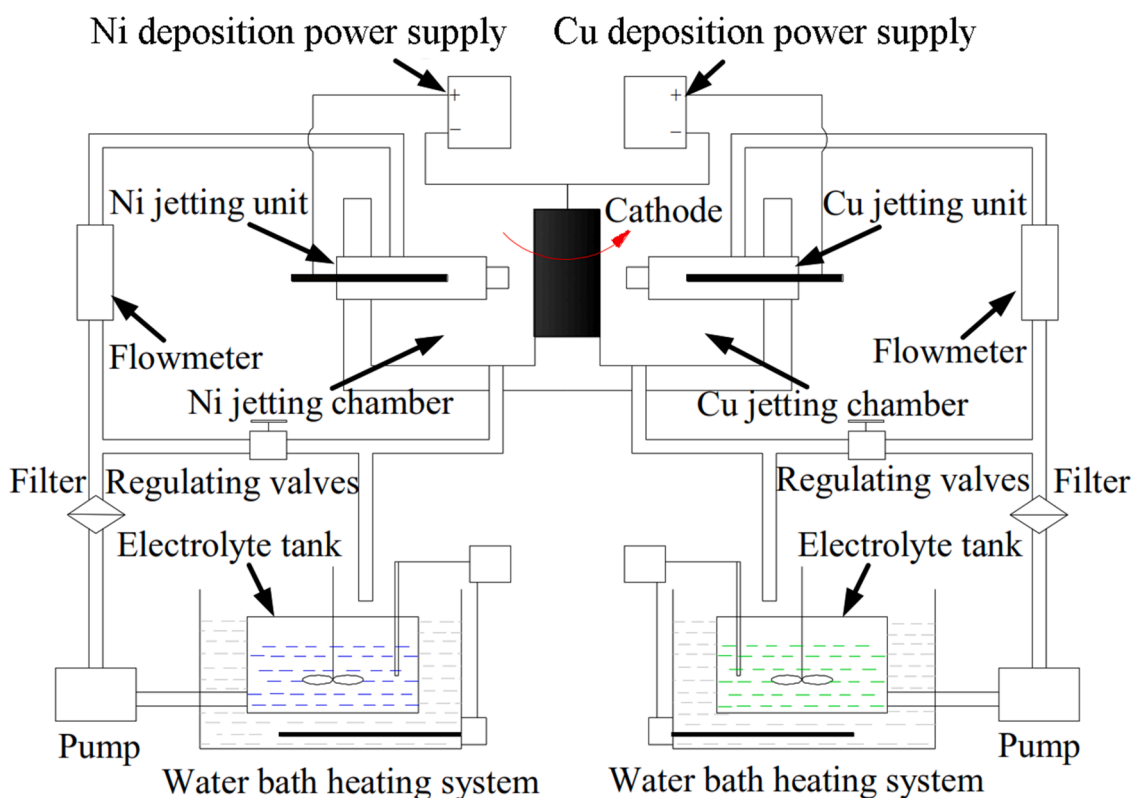 Ni deposition power supply
Cu deposition power supply
+
−
+
−
Ni jetting unit
Cathode
Cu jetting unit
Flowmeter
Flowmeter
Ni jetting chamber
Cu jetting chamber
Filter
Regulating valves
Regulating valves
Filter
Electrolyte tank
Electrolyte tank
Pump
Pump
Water bath heating system
Water bath heating system